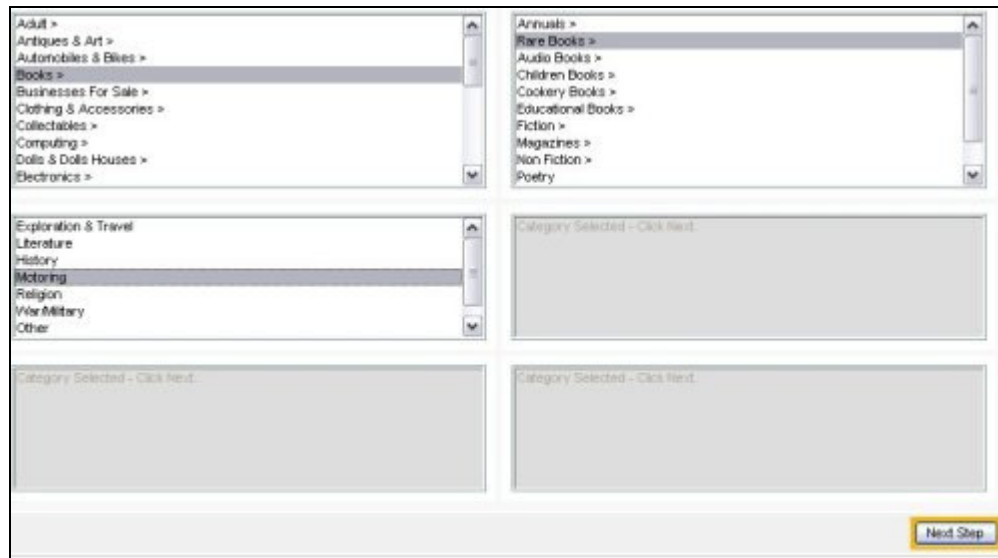 Adult >
Antiques & Art >
Automobiles & Bikes >
Books >
Businesses For Sale >
Clothing & Accessories >
Collectables >
Computing >
Dolls & Dolls Houses >
Electronics >
Annuals >
Rare Books >
Audio Books >
Children Books >
Cookery Books >
Educational Books >
Fiction >
Magazines >
Non Fiction >
Poetry
Exploration & Travel
Literature
History
Motoring
Religion
War/Military
Other
Category Selected - Click Next.
Category Selected - Click Next.
Category Selected - Click Next.
Next Step